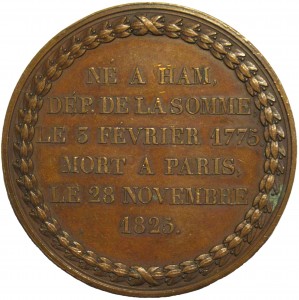 NÉ A HAM,
DÉP. DE LA SOMME
LE 3 FÉVRIER 1775
MORT A PARIS,
LE 28 NOVEMBRE
1825.